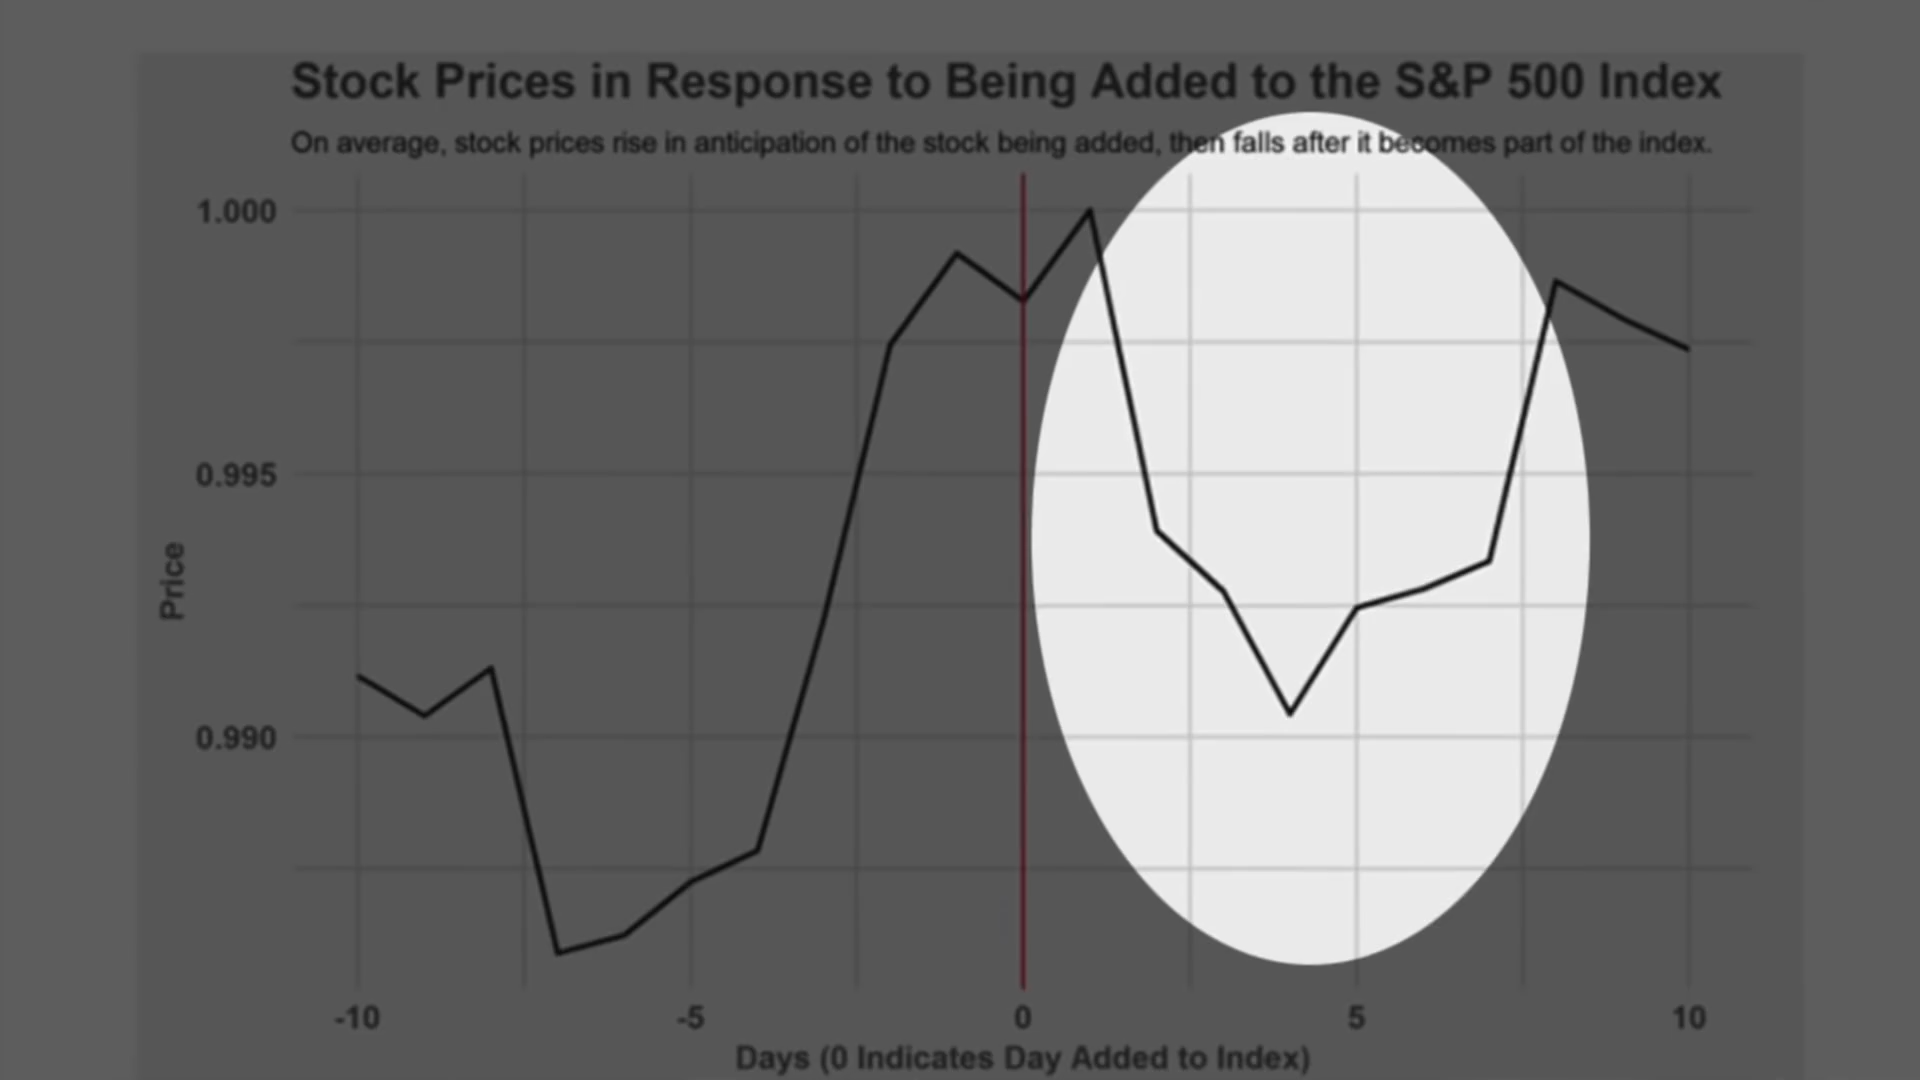 Stock Prices in Response to Being Added to the S&P 500 Index
On average, stock prices rise in anticipation of the stock being added, then falls after it becomes part of the index.
1.000
0.995
0.990
Price
-10 -5 0 5 10
Days (0 Indicates Day Added to Index)